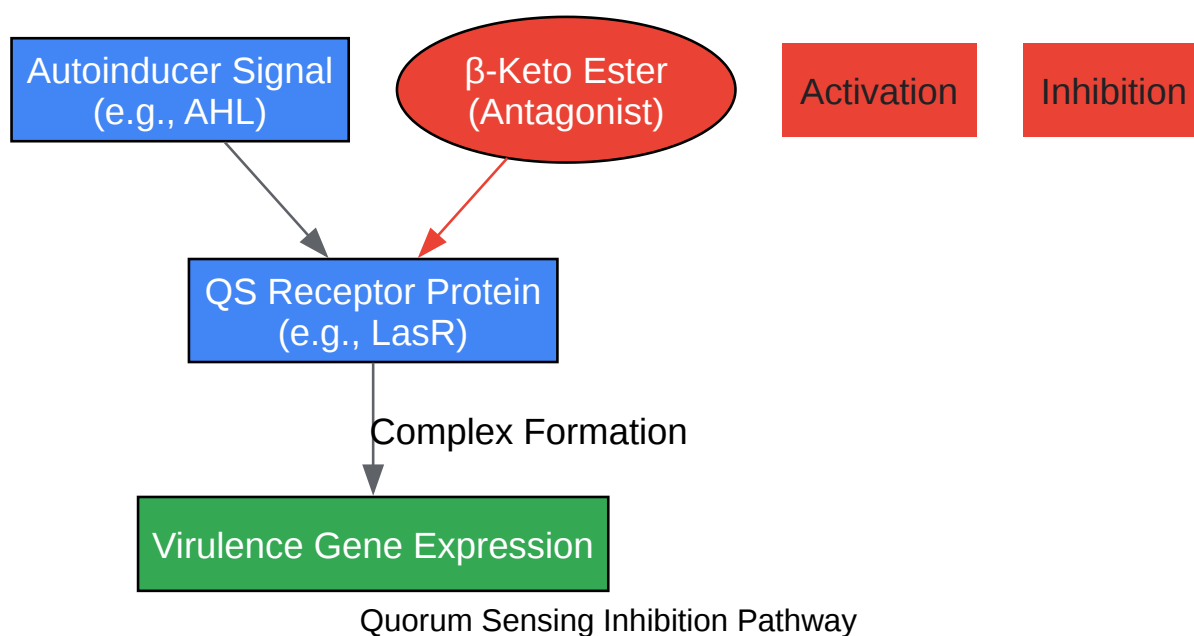 Autoinducer Signal
(e.g., AHL)
β-Keto Ester
(Antagonist)
Activation
Inhibition
QS Receptor Protein
(e.g., LasR)
Complex Formation
Virulence Gene Expression
Quorum Sensing Inhibition Pathway